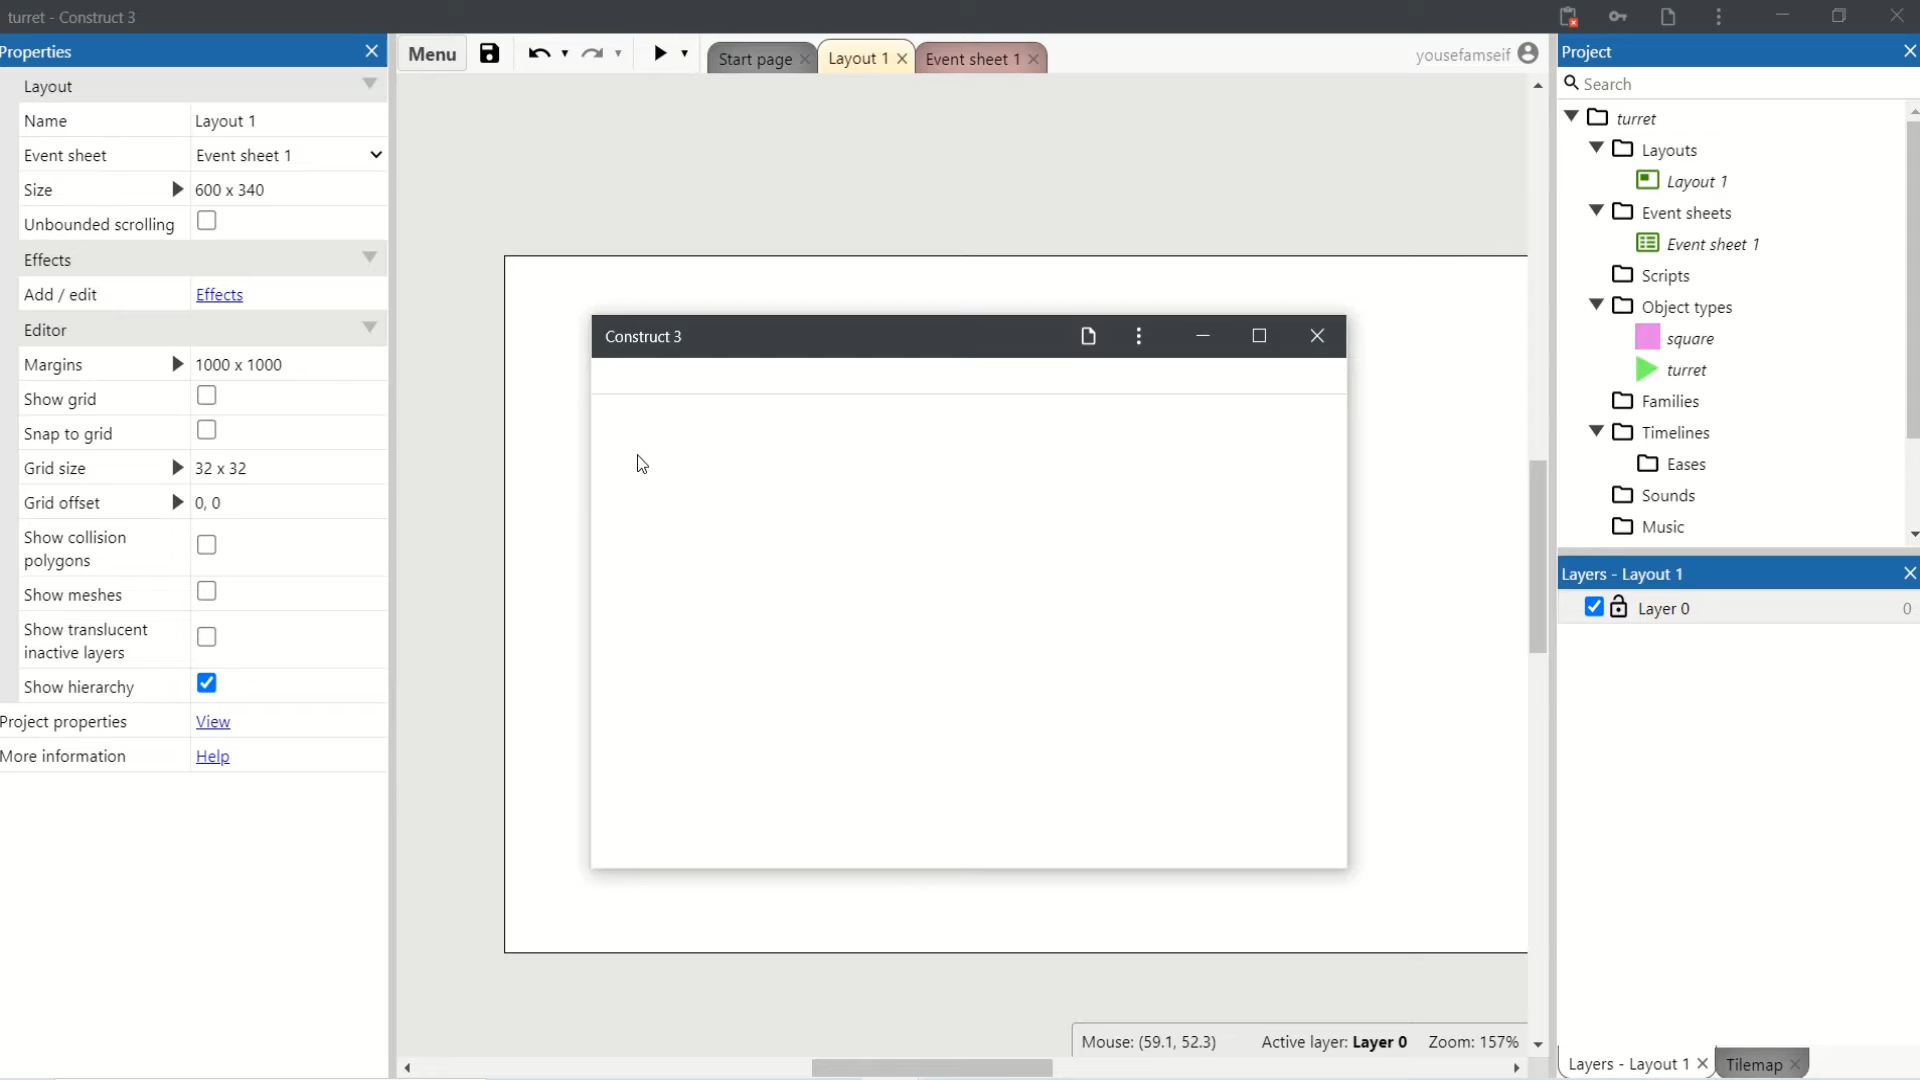 turret - Construct 3
Properties
Layout
Name Layout 1
Event sheet Event sheet 1
Size 600 x 340
Unbounded scrolling
Effects
Add / edit Effects
Editor
Margins 1000 x 1000
Show grid
Snap to grid
Grid size 32 x 32
Grid offset 0, 0
Show collision
polygons
Show meshes
Show translucent
inactive layers
Show hierarchy
Project properties View
More information Help
Menu
Start page
Layout 1
Event sheet 1
yousefamseif
Construct 3
Mouse: (59.1, 52.3) Active layer: Layer 0 Zoom: 157%
Project
Search
turret
Layouts
Layout 1
Event sheets
Event sheet 1
Scripts
Object types
square
turret
Families
Timelines
Eases
Sounds
Music
Layers - Layout 1
Layer 0 0
Layers - Layout 1
Tilemap